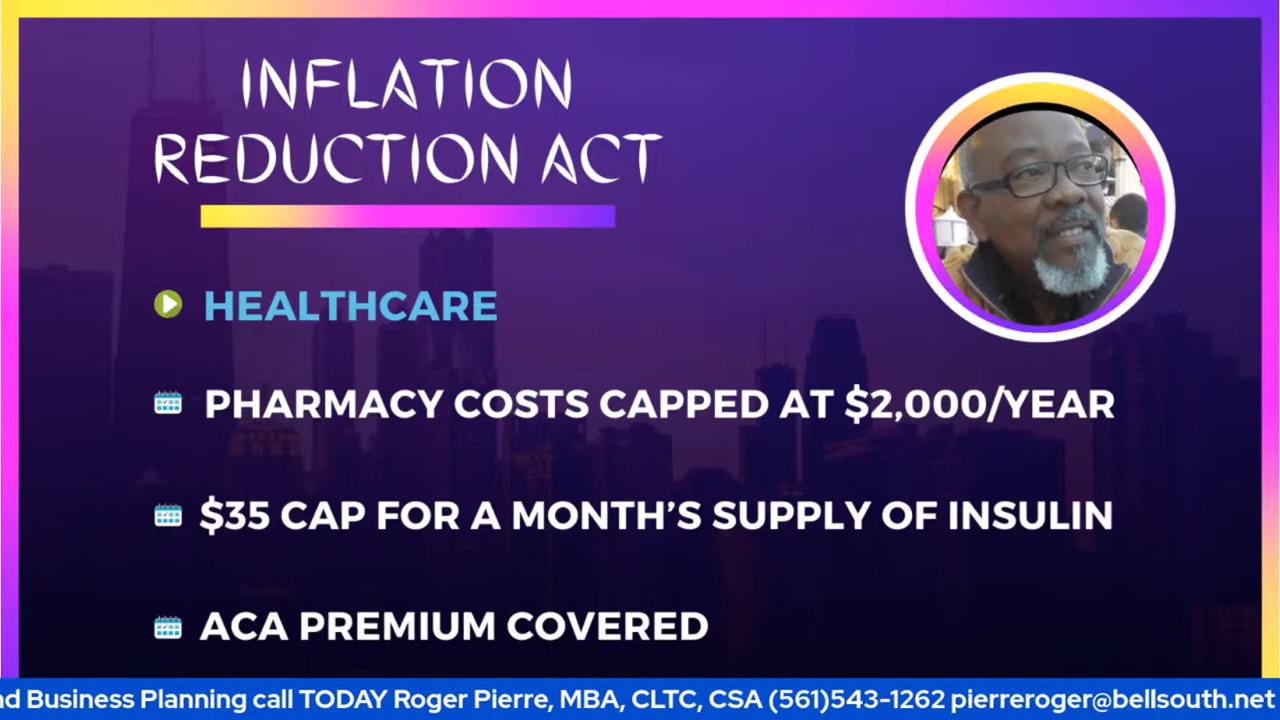 INFLATION
REDUCTION ACT
HEALTHCARE
PHARMACY COSTS CAPPED AT $2,000/YEAR
$35 CAP FOR A MONTH'S SUPPLY OF INSULIN
ACA PREMIUM COVERED
Business Planning call TODAY Roger Pierre, MBA, CLTC, CSA (561)543-1262 pierreroger@bellsouth.net